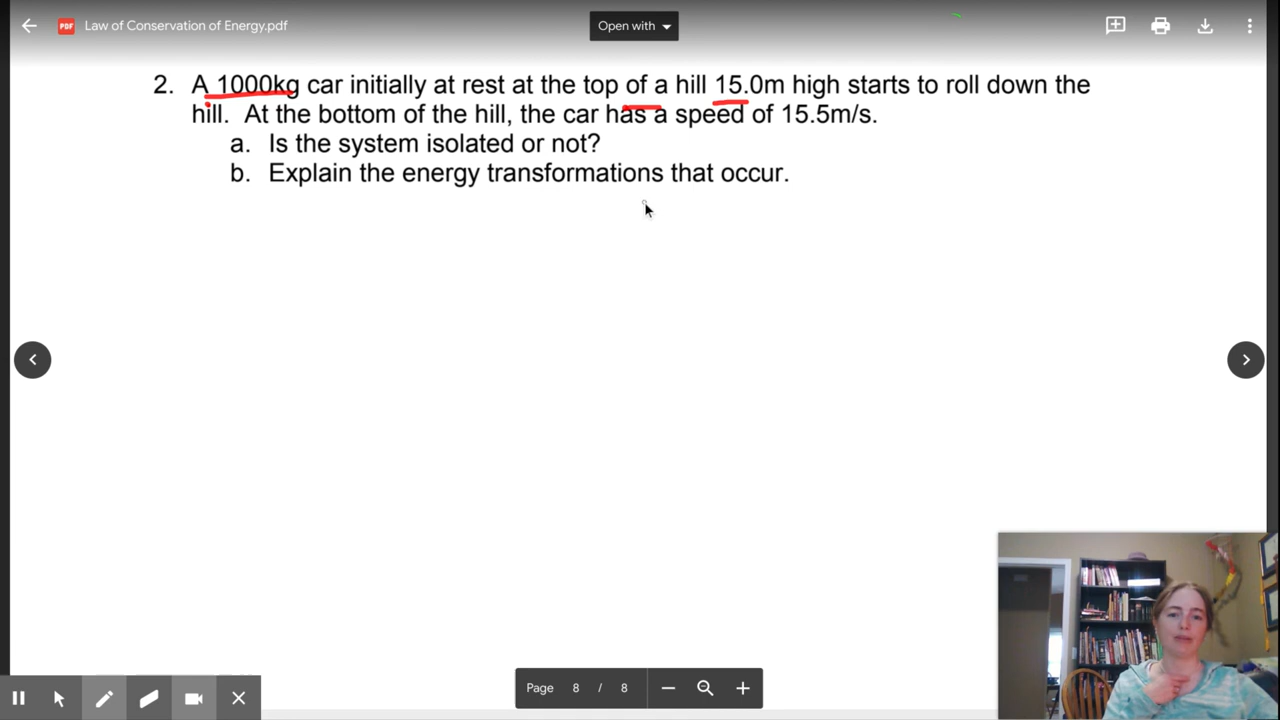 Law of Conservation of Energy.pdf
PDF
Open with
2. A 1000kg car initially at rest at the top of a hill 15.0m high starts to roll down the
hill. At the bottom of the hill, the car has a speed of 15.5m/s.
a. Is the system isolated or not?
b. Explain the energy transformations that occur.
Page 8 / 8